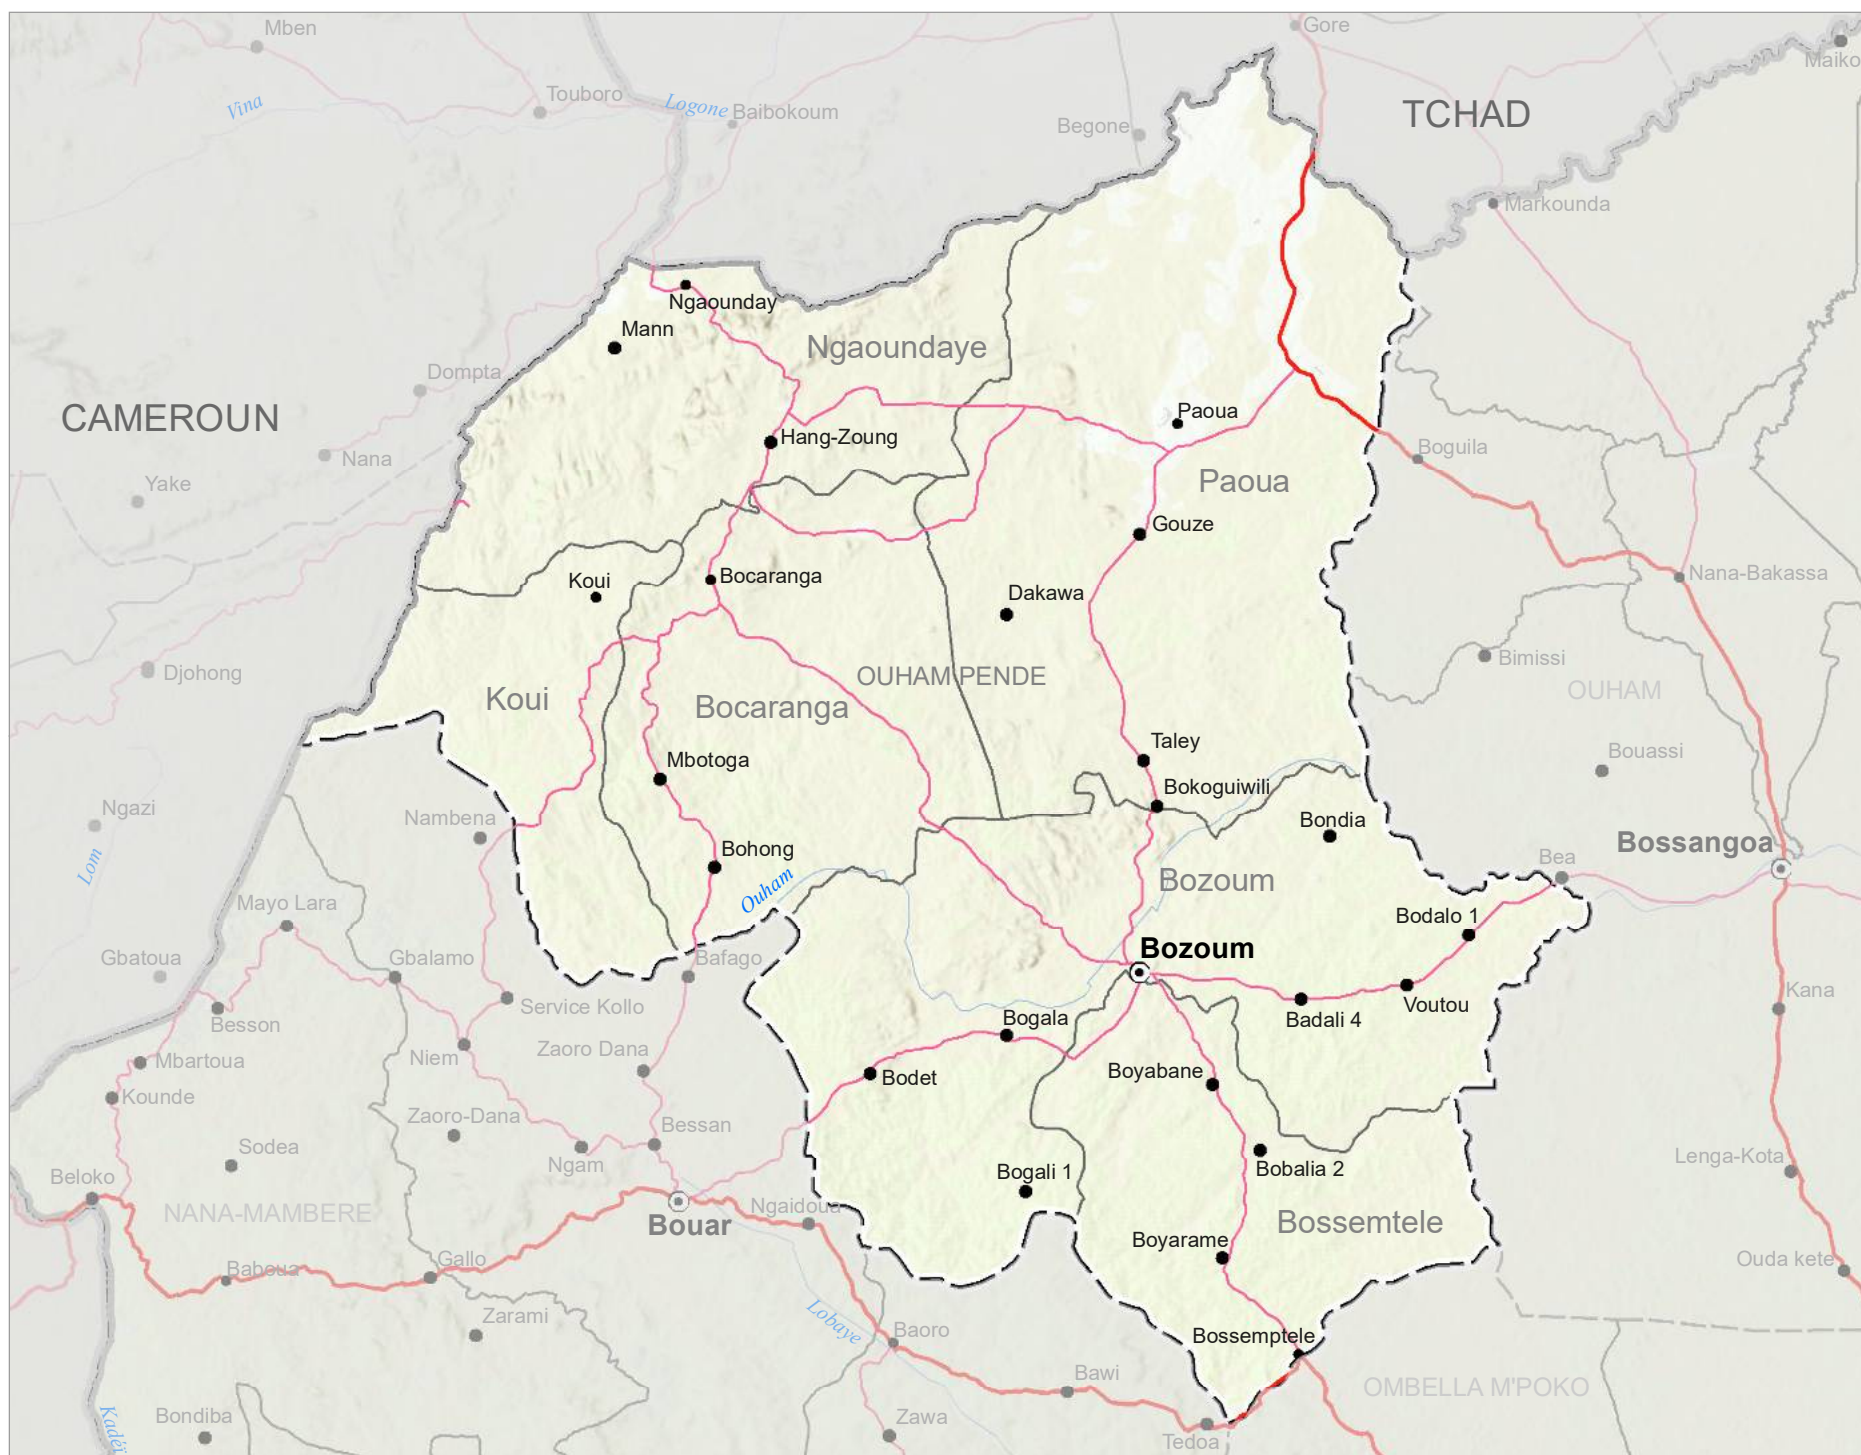 Mben
Gore
Maiko
Touboro
Vina
Logone
Baibokoum
TCHAD
Begone
Markounda
Ngaounday
Mann
Ngaoundaye
Dompta
CAMEROUN
Paoua
Hang-Zoung
Boguila
Nana
Yake
Paoua
Gouze
Koui
Bocaranga
Nana-Bakassa
Dakawa
Djohong
Bimissi
OUHAM PENDE
OUHAM
Koui
Bocaranga
Taley
Bouassi
Mbotoga
Bokoguiwili
Ngazi
Nambena
Bondia
Bossangoa
Lom
Bohong
Bea
Ouham
Bozoum
Mayo Lara
Bodalo 1
Gbatoua
Gbalamo
Bafago
Bozoum
Kana
Service Kollo
Besson
Bogala
Badali 4
Voutou
Niem
Zaoro Dana
Mbartoua
Bodet
Boyabane
Kounde
Zaoro-Dana
Bessan
Sodea
Ngam
Bobalia 2
Lenga-Kota
Beloko
Bogali 1
NANA-MAMBERE
Ngaidoua
Bouar
Bossemtele
Boyarame
Gallo
Baboua
Ouda kete
Zarami
Lobaye
Baoro
Bossemptele
Bawi
OMBELLA M'POKO
Bondiba
Kadéï
Zawa
Tedoa